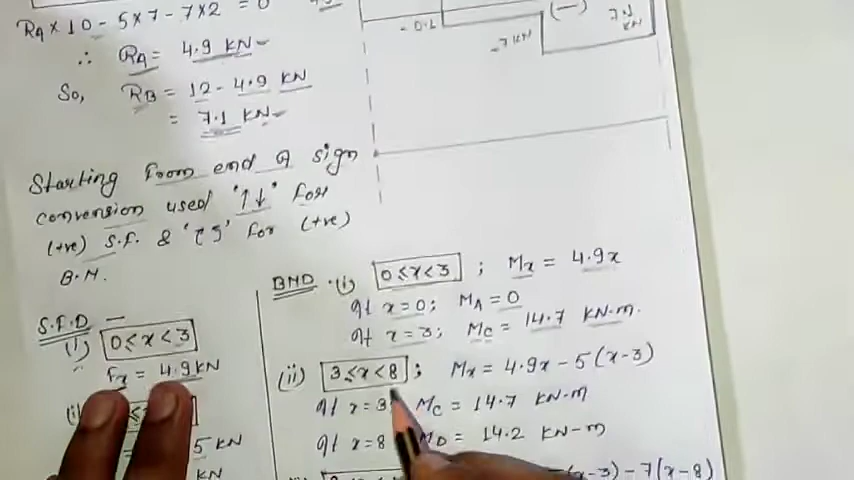 RA × 10 - 5×7 - 7×2 = 0
∴ RA = 4.9 KN
So, RB = 12 - 4.9 KN
= 7.1 KN
- 0.1
- 7 KN
(-)
7.1
KN
Starting from end A sign
convension used '↑↓' for
(+ve) S.F. & '↻↺' for (+ve)
B.M.
S.F.D —
(i) 0<x<3
Fx = 4.9 KN
5 KN
KN
BMD (i) 0≤x<3 ; Mx = 4.9x
At x=0; MA = 0
At x=3; Mc = 14.7 KN-m.
(ii) 3≤x<8 ; Mx = 4.9x - 5(x-3)
At x=3; Mc = 14.7 KN-m
At x=8 MD = 14.2 KN-m
(x-3) - 7(x-8)